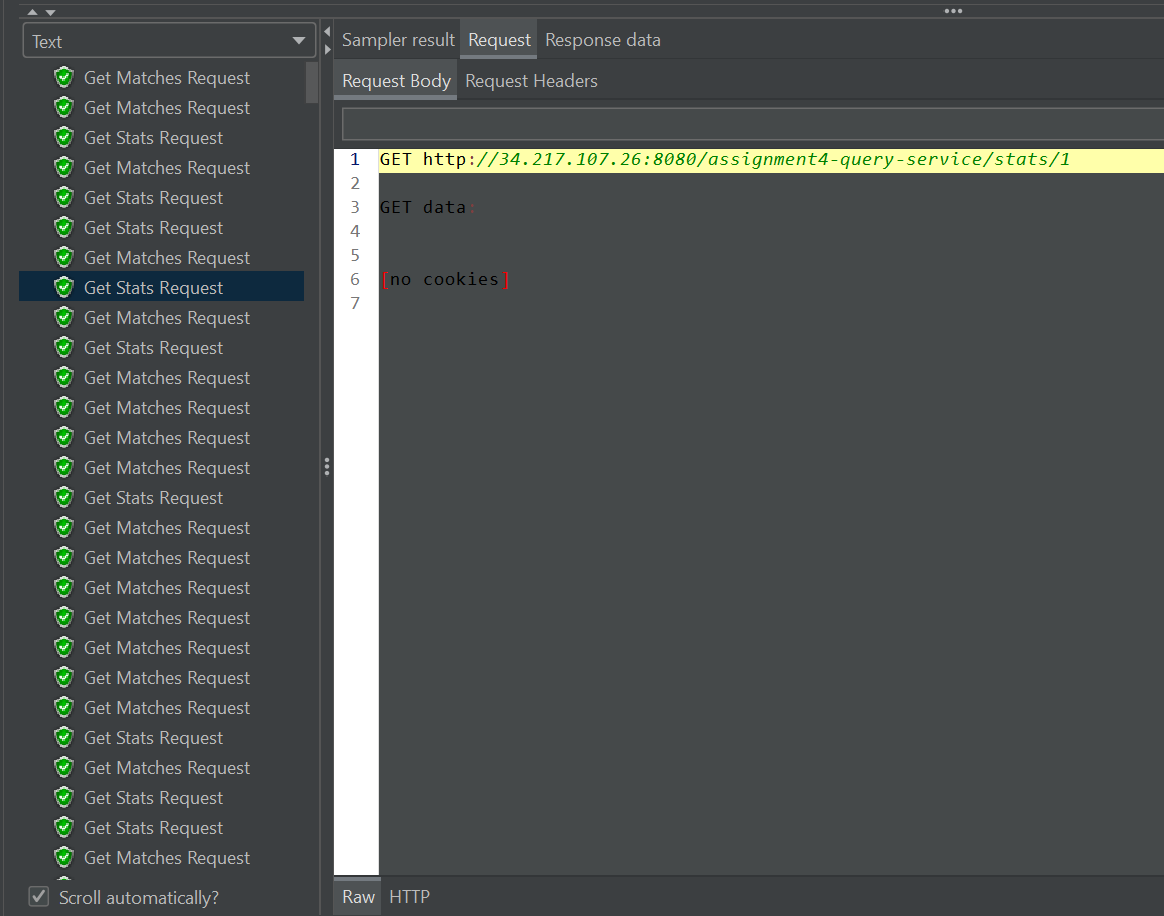 Text
Get Matches Request
Get Matches Request
Get Stats Request
Get Matches Request
Get Stats Request
Get Stats Request
Get Matches Request
Get Stats Request
Get Matches Request
Get Stats Request
Get Matches Request
Get Matches Request
Get Matches Request
Get Matches Request
Get Stats Request
Get Matches Request
Get Matches Request
Get Matches Request
Get Matches Request
Get Matches Request
Get Matches Request
Get Matches Request
Get Stats Request
Get Matches Request
Get Stats Request
Get Stats Request
Get Matches Request
Scroll automatically?
Sampler result Request Response data
Request Body Request Headers
1 GET http://34.217.107.26:8080/assignment4-query-service/stats/1
2
3 GET data:
4
5
6 [no cookies]
7
Raw HTTP